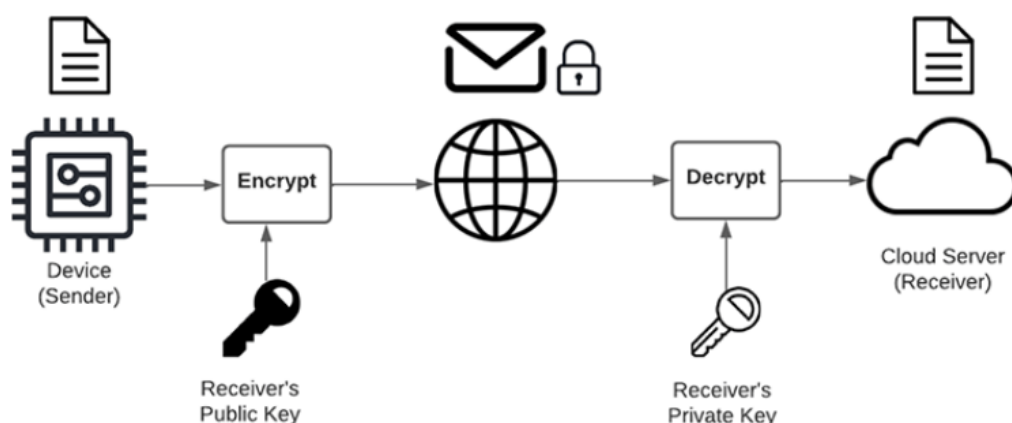 Encrypt
Decrypt
Device
(Sender)
Cloud Server
(Receiver)
Receiver's
Public Key
Receiver's
Private Key